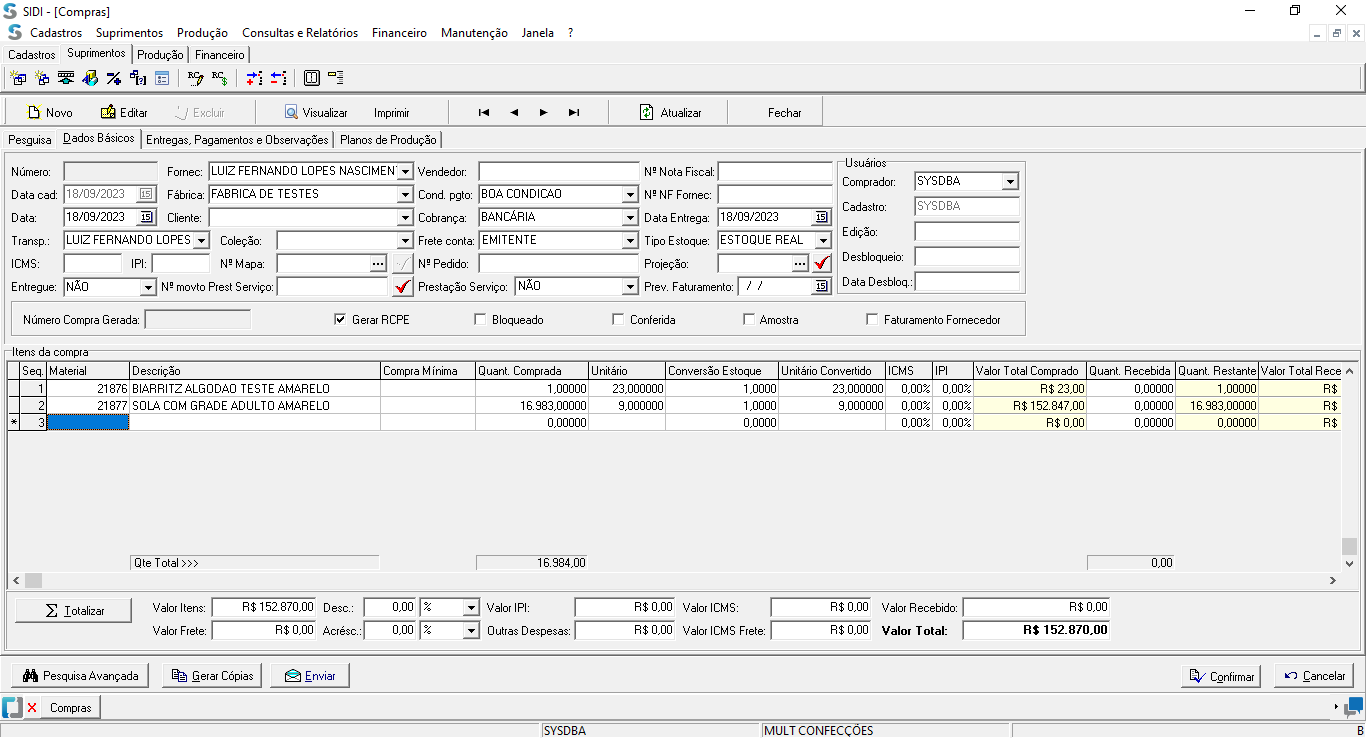 SIDI - [Compras]
Cadastros Suprimentos Produção Consultas e Relatórios Financeiro Manutenção Janela ?
Cadastros Suprimentos Produção Financeiro
Novo Editar Excluir Visualizar Imprimir Atualizar Fechar
Pesquisa Dados Básicos Entregas, Pagamentos e Observações Planos de Produção
Número: Fornec: LUIZ FERNANDO LOPES NASCIMEN Vendedor: Nº Nota Fiscal:
Data cad: 18/09/2023 15 Fábrica: FABRICA DE TESTES Cond. pgto: BOA CONDICAO Nº NF Fornec:
Data: 18/09/2023 15 Cliente: Cobrança: BANCÁRIA Data Entrega: 18/09/2023 15
Transp.: LUIZ FERNANDO LOPES Coleção: Frete conta: EMITENTE Tipo Estoque: ESTOQUE REAL
ICMS: IPI: Nº Mapa: ... Nº Pedido: Projeção: ...
Entregue: NÃO Nº movto Prest Serviço: Prestação Serviço: NÃO Prev. Faturamento: / / 15
Usuários
Comprador: SYSDBA
Cadastro: SYSDBA
Edição:
Desbloqueio:
Data Desbloq.:
Número Compra Gerada: Gerar RCPE Bloqueado Conferida Amostra Faturamento Fornecedor
Itens da compra
Seq. Material Descrição Compra Mínima Quant. Comprada Unitário Conversão Estoque Unitário Convertido ICMS IPI Valor Total Comprado Quant. Recebida Quant. Restante Valor Total Rece
1 21876 BIARRITZ ALGODAO TESTE AMARELO 1,00000 23,000000 1,0000 23,000000 0,00% 0,00% R$ 23,00 0,00000 1,00000 R$
2 21877 SOLA COM GRADE ADULTO AMARELO 16.983,00000 9,000000 1,0000 9,000000 0,00% 0,00% R$ 152.847,00 0,00000 16.983,00000 R$
* 3 0,00000 0,0000 0,00% 0,00% R$ 0,00 0,00000 0,00000 R$
Qte Total >>> 16.984,00 0,00
Σ Totalizar Valor Itens: R$ 152.870,00 Desc.: 0,00 % Valor IPI: R$ 0,00 Valor ICMS: R$ 0,00 Valor Recebido: R$ 0,00
Valor Frete: R$ 0,00 Acrésc.: 0,00 % Outras Despesas: R$ 0,00 Valor ICMS Frete: R$ 0,00 Valor Total: R$ 152.870,00
Pesquisa Avançada Gerar Cópias Enviar Confirmar Cancelar
Compras
SYSDBA MULT CONFECÇÕES B